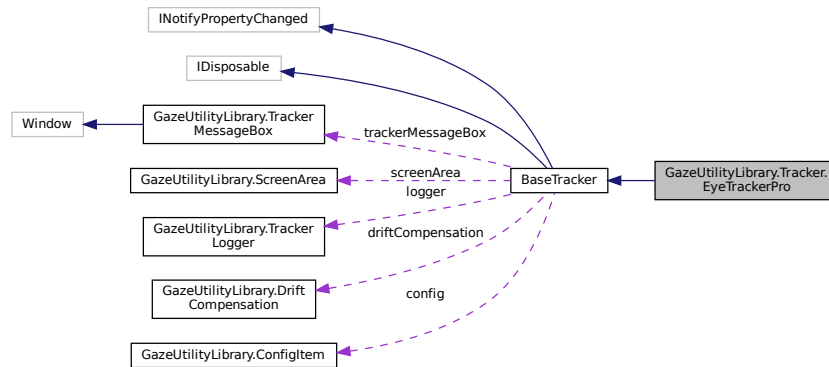 INotifyPropertyChanged
IDisposable
Window
GazeUtilityLibrary.Tracker
MessageBox
trackerMessageBox
GazeUtilityLibrary.ScreenArea
screenArea
logger
BaseTracker
GazeUtilityLibrary.Tracker.
EyeTrackerPro
GazeUtilityLibrary.Tracker
Logger
driftCompensation
GazeUtilityLibrary.Drift
Compensation
config
GazeUtilityLibrary.ConfigItem